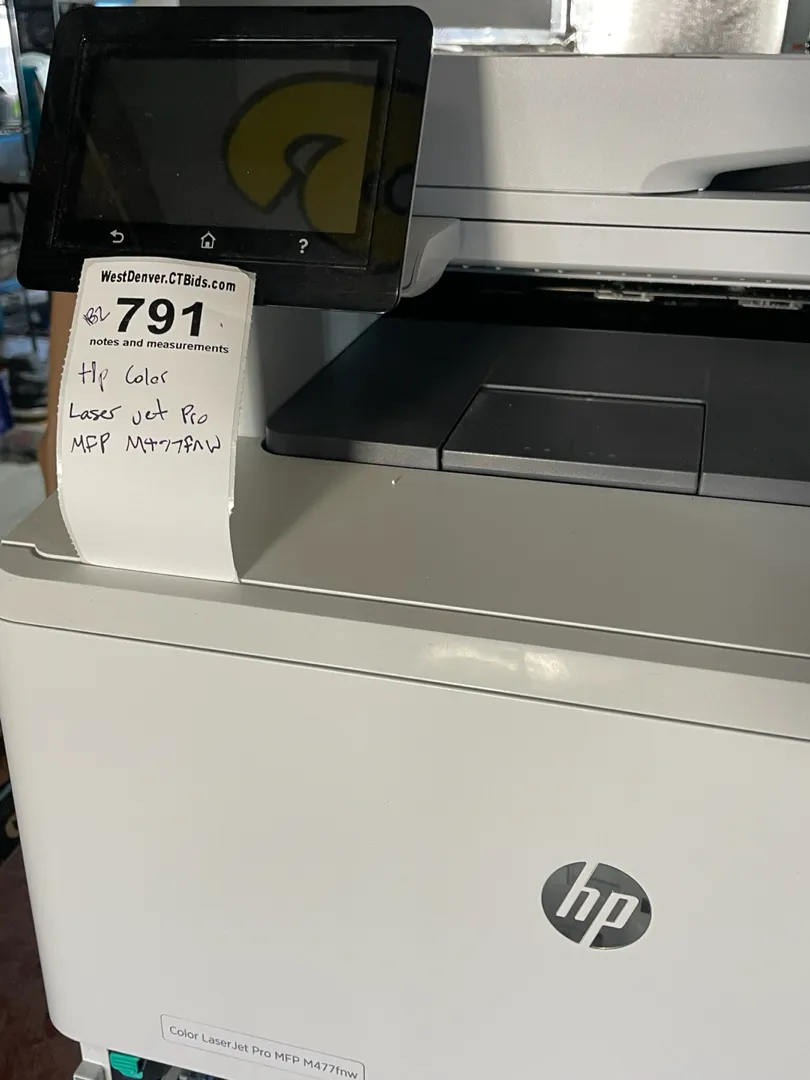 WestDenver.CTBids.com
791
notes and measurements
Hp Color
Laser Jet Pro
MFP M477fnw
hp
Color LaserJet Pro MFP M477fnw